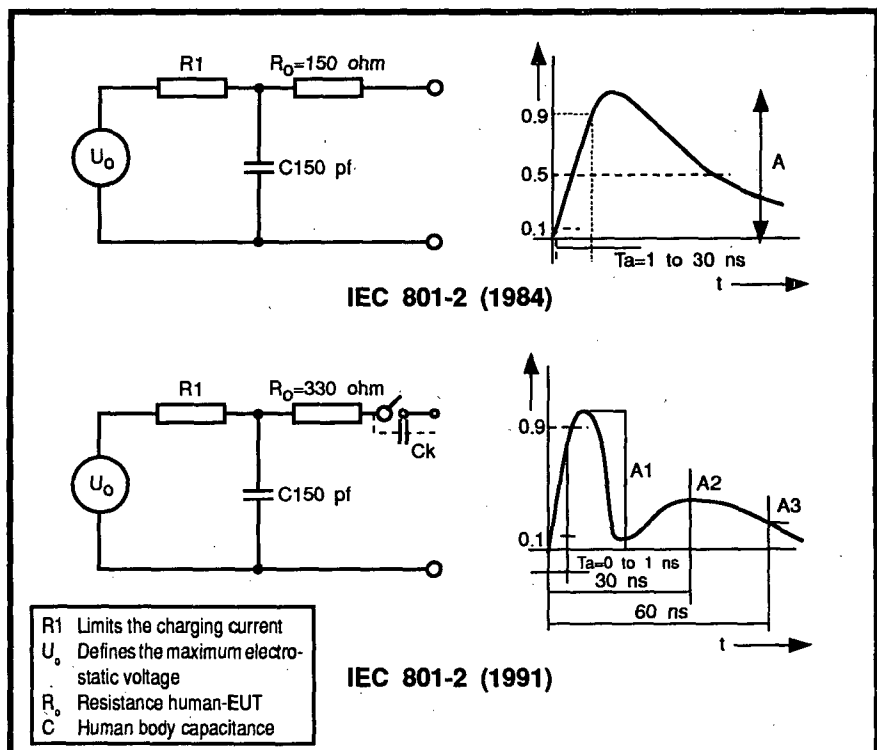 R1
R₀=150 ohm
U₀
C150 pf
0.9
0.5
0.1
A
Ta=1 to 30 ns
t
IEC 801-2 (1984)
R1
R₀=330 ohm
Ck
U₀
C150 pf
0.9
A1
A2
A3
0.1
Ta=0 to 1 ns
30 ns
60 ns
t
IEC 801-2 (1991)
R1 Limits the charging current
U₀ Defines the maximum electro-
static voltage
R₀ Resistance human-EUT
C Human body capacitance